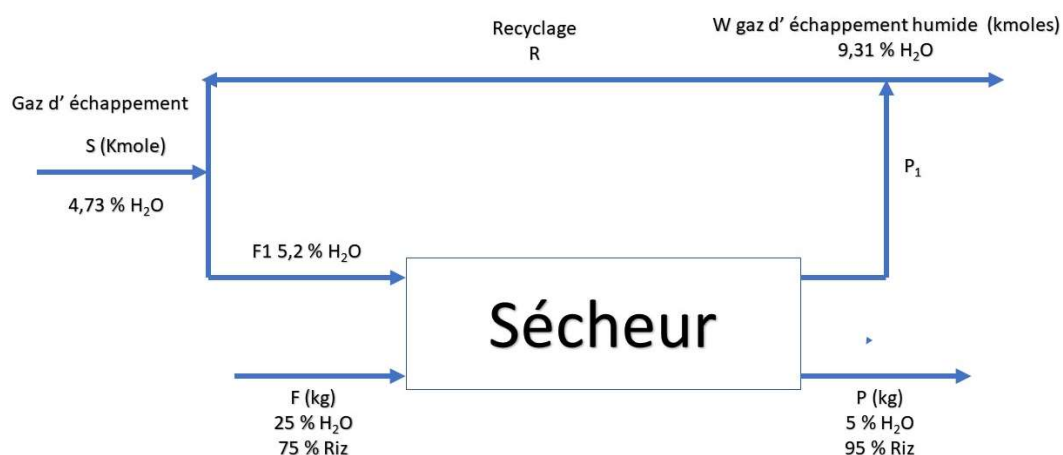 Recyclage
R
W gaz d' échappement humide (kmoles)
9,31 % H₂O
Gaz d' échappement
S (Kmole)
4,73 % H₂O
P₁
F1 5,2 % H₂O
Sécheur
F (kg)
25 % H₂O
75 % Riz
P (kg)
5 % H₂O
95 % Riz